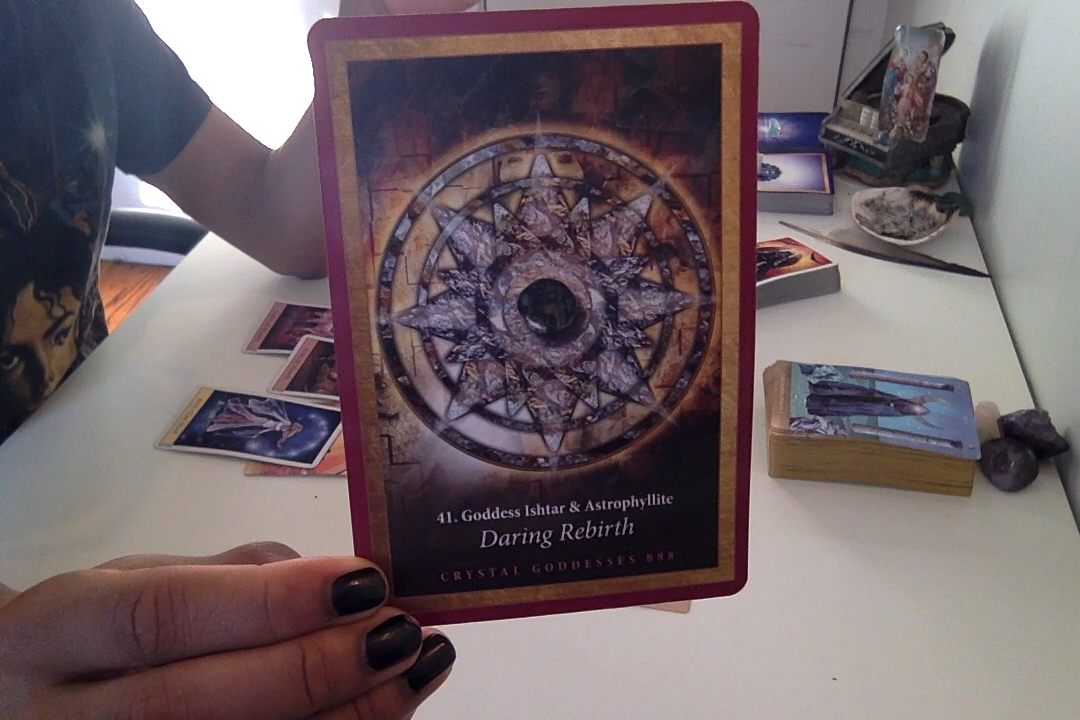 41. Goddess Ishtar & Astrophyllite
Daring Rebirth
CRYSTAL GODDESSES 888